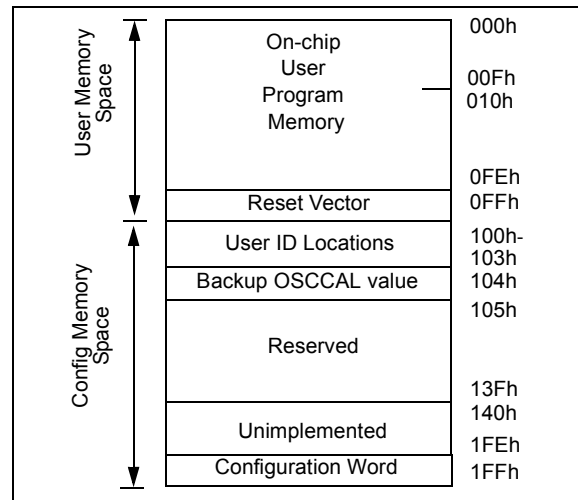 User Memory
Space
Config Memory
Space
On-chip
User
Program
Memory
Reset Vector
User ID Locations
Backup OSCCAL value
Reserved
Unimplemented
Configuration Word
000h
00Fh
010h
0FEh
0FFh
100h-
103h
104h
105h
13Fh
140h
1FEh
1FFh